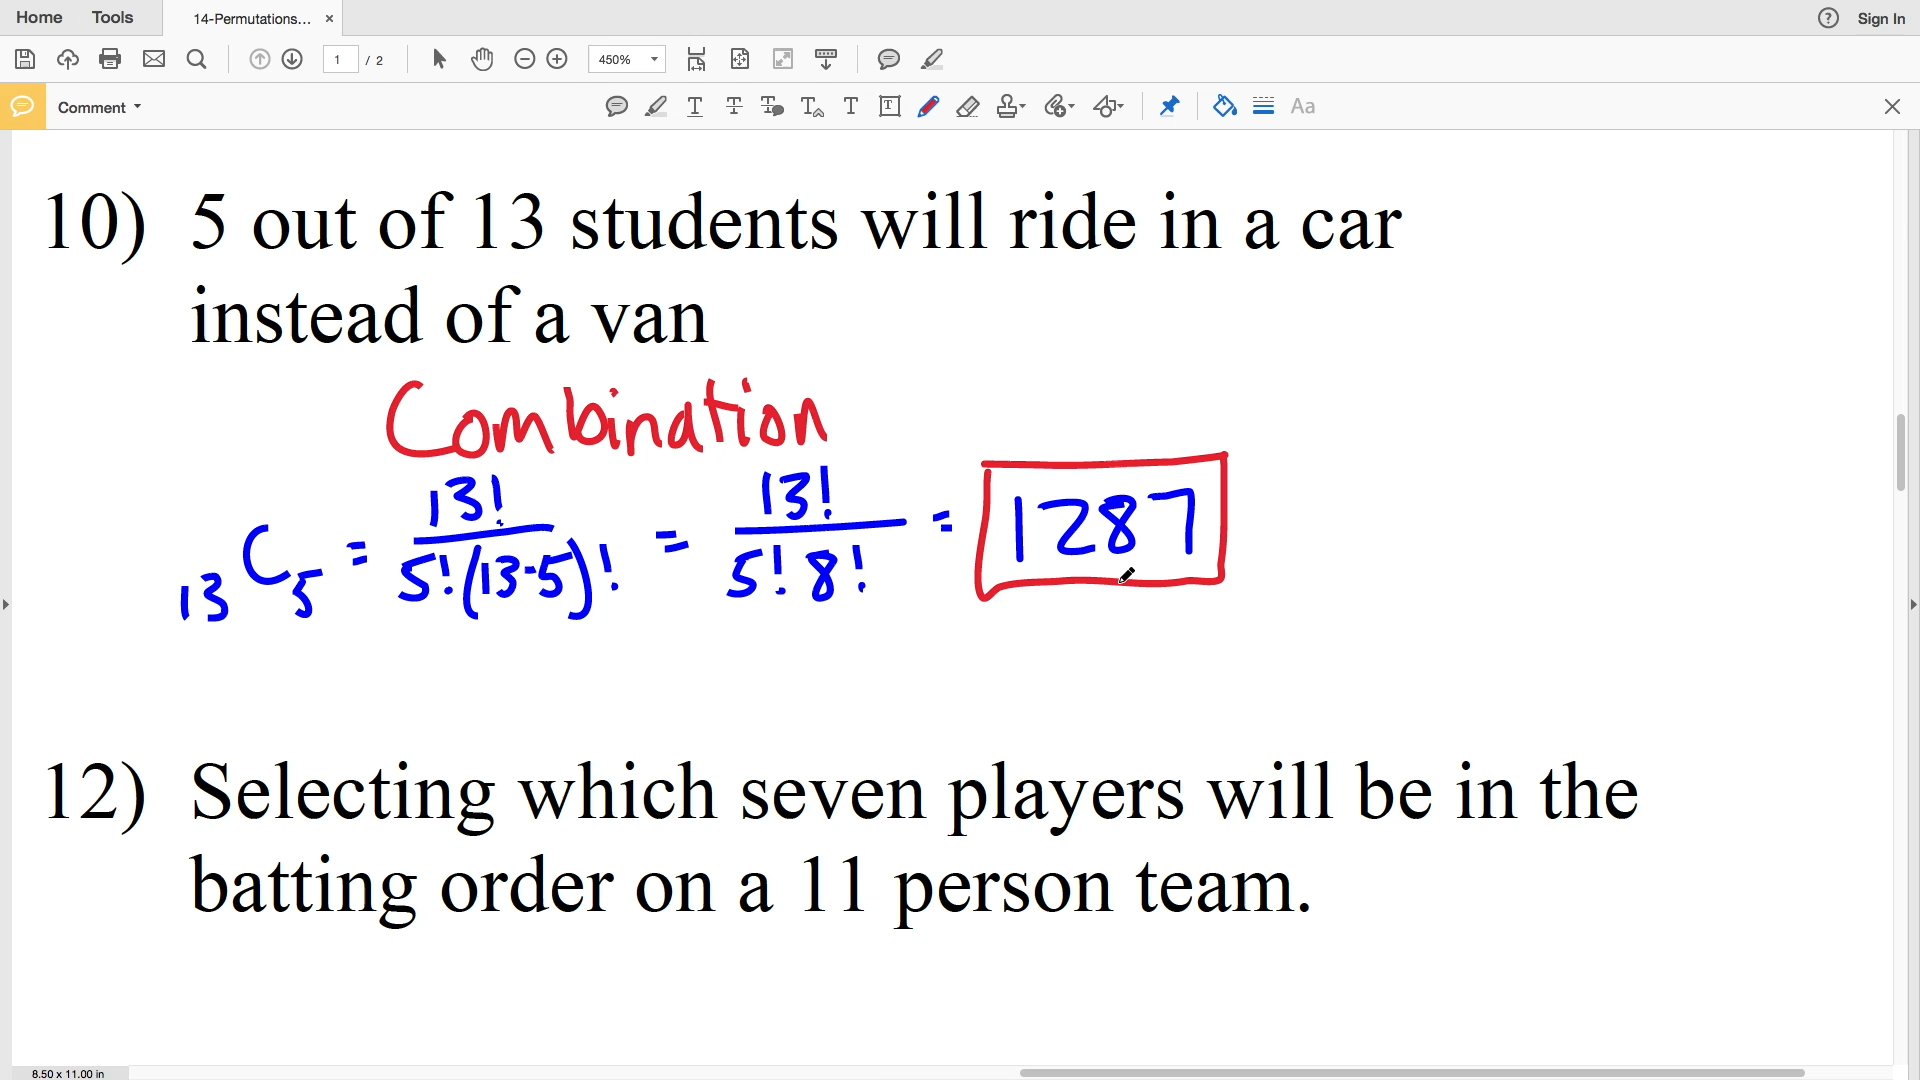 Home Tools 14-Permutations... × ? Sign In
1 / 2 450%
Comment T T T T T T Aa
10) 5 out of 13 students will ride in a car
instead of a van
Combination
13C5 = 13! / 5!(13-5)! = 13! / 5! 8! = 1287
12) Selecting which seven players will be in the
batting order on a 11 person team.
8.50 x 11.00 in